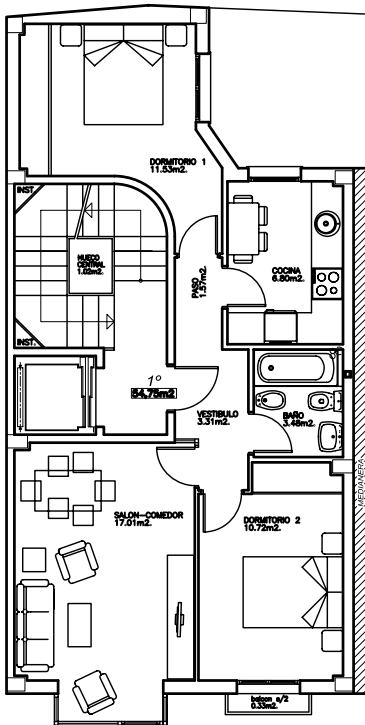 DORMITORIO 1
11.53m2.
INST.
HUECO
CENTRAL
1.02m2.
PASO
1.57m2.
COCINA
6.80m2.
INST.
1º
54,75m2
VESTIBULO
3.31m2.
BAÑO
3.48m2.
MEDIANERA
SALON-COMEDOR
17.01m2.
DORMITORIO 2
10.72m2.
balcon s/2
0.33m2.